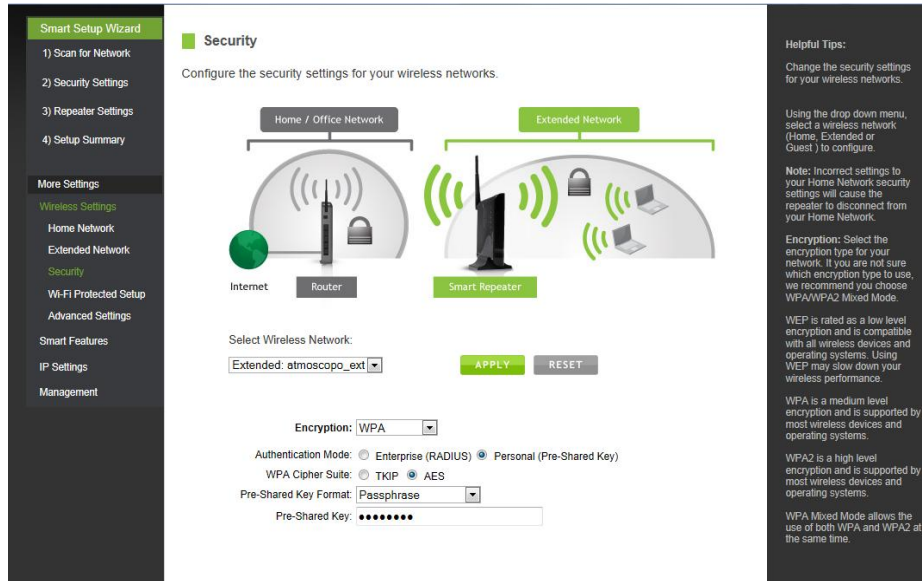 Smart Setup Wizard
1) Scan for Network
2) Security Settings
3) Repeater Settings
4) Setup Summary
More Settings
Wireless Settings
Home Network
Extended Network
Security
Wi-Fi Protected Setup
Advanced Settings
Smart Features
IP Settings
Management
Security
Configure the security settings for your wireless networks.
Home / Office Network
Extended Network
Internet
Router
Smart Repeater
Select Wireless Network:
Extended: atmoscopo_ext
APPLY
RESET
Encryption: WPA
Authentication Mode: Enterprise (RADIUS) Personal (Pre-Shared Key)
WPA Cipher Suite: TKIP AES
Pre-Shared Key Format: Passphrase
Pre-Shared Key: ●●●●●●●●
Helpful Tips:
Change the security settings
for your wireless networks.
Using the drop down menu,
select a wireless network
(Home, Extended or
Guest ) to configure.
Note: Incorrect settings to
your Home Network security
settings will cause the
repeater to disconnect from
your Home Network.
Encryption: Select the
encryption type for your
network. It you are not sure
which encryption type to use,
we recommend you choose
WPA/WPA2 Mixed Mode.
WEP is rated as a low level
encryption and is compatible
with all wireless devices and
operating systems. Using
WEP may slow down your
wireless performance.
WPA is a medium level
encryption and is supported by
most wireless devices and
operating systems.
WPA2 is a high level
encryption and is supported by
most wireless devices and
operating systems.
WPA Mixed Mode allows the
use of both WPA and WPA2 at
the same time.